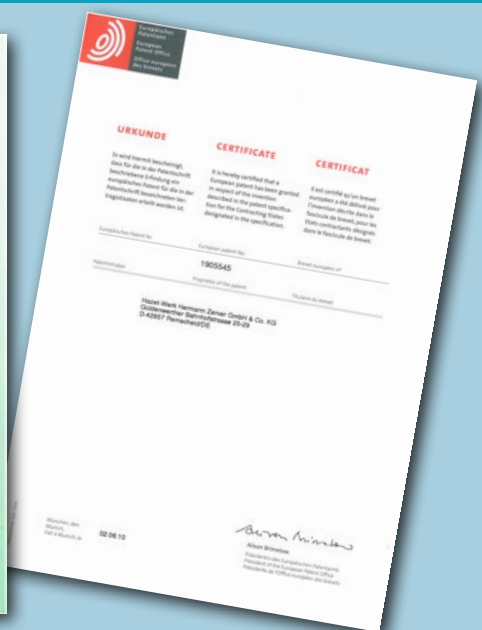 Europäisches
Patentamt
European
Patent Office
Office européen
des brevets
URKUNDE
Es wird hiermit bescheinigt,
dass für die in der Patentschrift
beschriebene Erfindung ein
europäisches Patent für die in der
Patentschrift bezeichneten Ver-
tragsstaaten erteilt worden ist.
CERTIFICATE
It is hereby certified that a
European patent has been granted
in respect of the invention
described in the patent specifica-
tion for the Contracting States
designated in the specification.
CERTIFICAT
Il est certifié qu'un brevet
européen a été délivré pour
l'invention décrite dans le
fascicule de brevet, pour les
Etats contractants désignés
dans le fascicule de brevet.
Europäisches Patent Nr.
European patent No.
Brevet européen n°
1905545
Patentinhaber
Proprietor of the patent
Titulaire du brevet
Hazet-Werk Hermann Zerver GmbH & Co. KG
Güldenwerther Bahnhofstrasse 25-29
D-42857 Remscheid/DE
München, den
Munich,
Fait à Munich, le
02.06.10
Alison Brimelow
Alison Brimelow
Präsidentin des Europäischen Patentamts
President of the European Patent Office
Présidente de l'Office européen des brevets